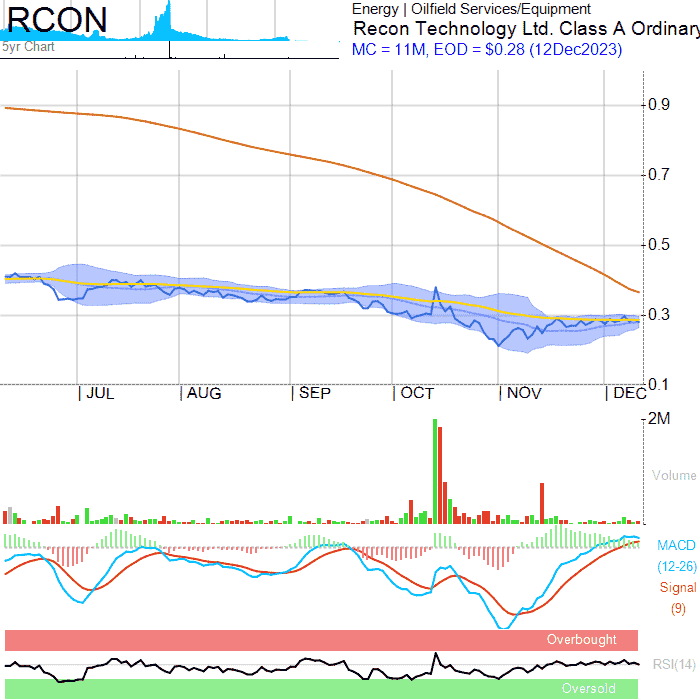 RCON
5yr Chart
Energy | Oilfield Services/Equipment
Recon Technology Ltd. Class A Ordinary
MC = 11M, EOD = $0.28 (12Dec2023)
0.9
0.7
0.5
0.3
0.1
JUL
AUG
SEP
OCT
NOV
DEC
2M
Volume
MACD
(12-26)
Signal
(9)
Overbought
RSI(14)
Oversold